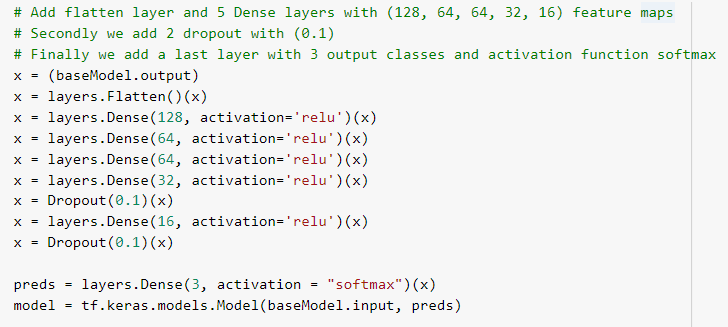 # Add flatten layer and 5 Dense layers with (128, 64, 64, 32, 16) feature maps
# Secondly we add 2 dropout with (0.1)
# Finally we add a last layer with 3 output classes and activation function softmax
x = (baseModel.output)
x = layers.Flatten()(x)
x = layers.Dense(128, activation='relu')(x)
x = layers.Dense(64, activation='relu')(x)
x = layers.Dense(64, activation='relu')(x)
x = layers.Dense(32, activation='relu')(x)
x = Dropout(0.1)(x)
x = layers.Dense(16, activation='relu')(x)
x = Dropout(0.1)(x)

preds = layers.Dense(3, activation = "softmax")(x)
model = tf.keras.models.Model(baseModel.input, preds)